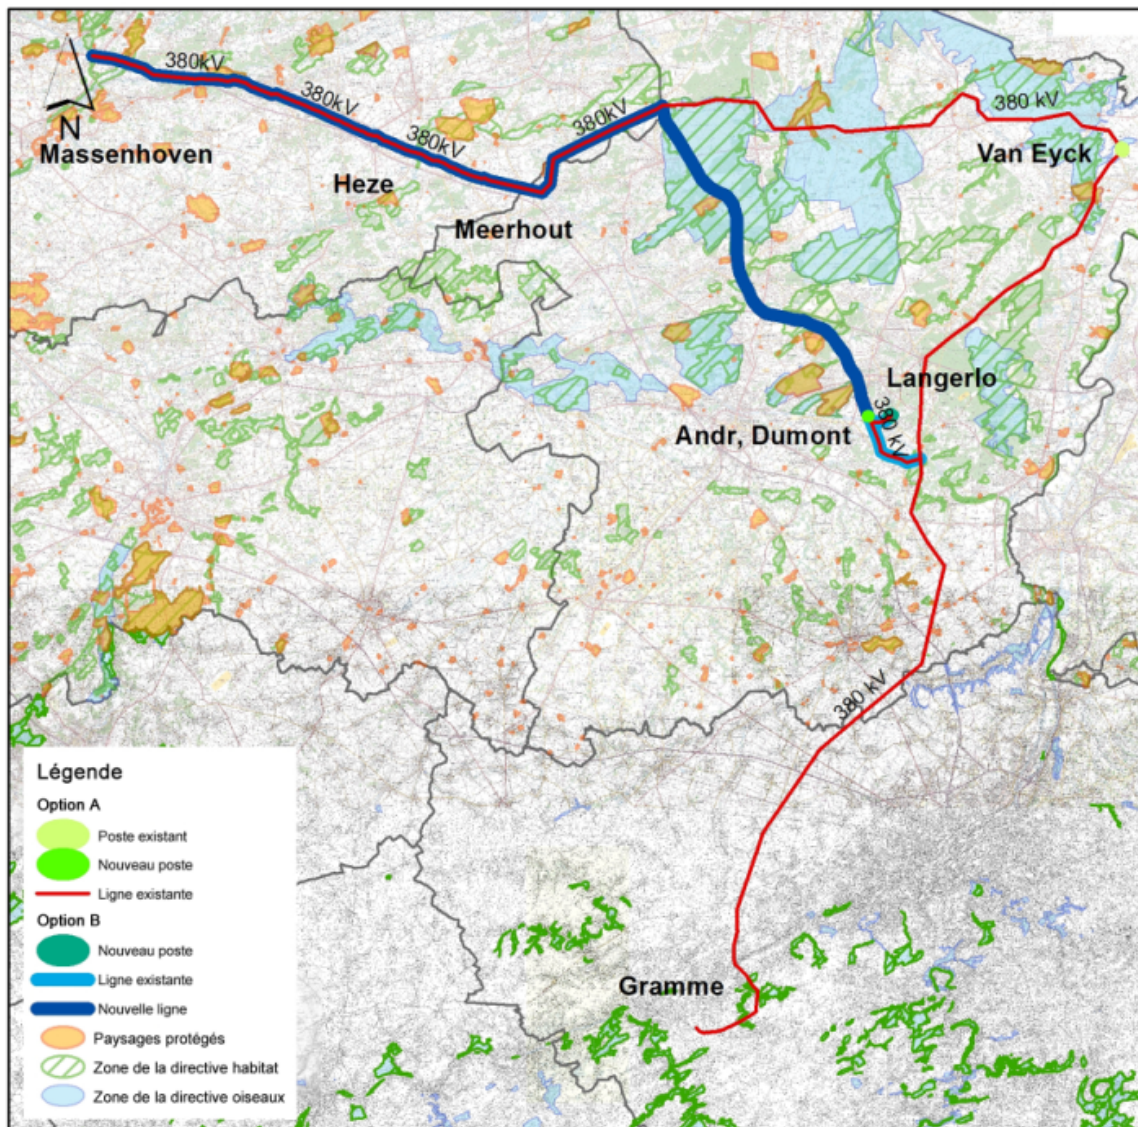 380kV
380kV
380kV
380kV
380 kV
N
Massenhoven
Van Eyck
Heze
Meerhout
Langerlo
380 kV
Andr, Dumont
380 kV
Gramme
Légende
Option A
Poste existant
Nouveau poste
Ligne existante
Option B
Nouveau poste
Ligne existante
Nouvelle ligne
Paysages protégés
Zone de la directive habitat
Zone de la directive oiseaux